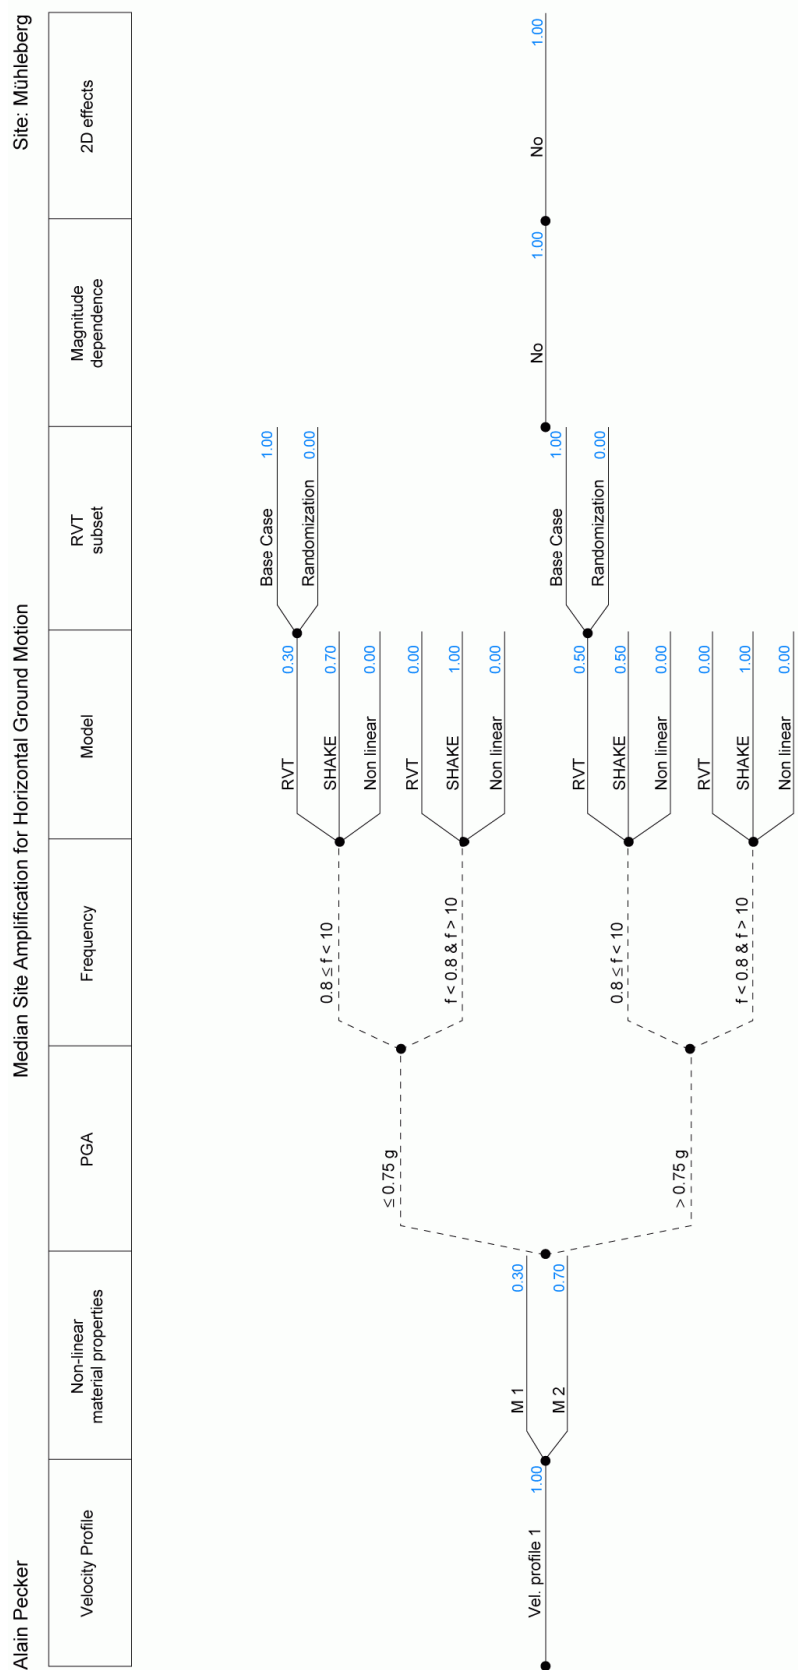 Alain Pecker
Median Site Amplification for Horizontal Ground Motion
Site: Mühleberg
Velocity Profile
Non-linear
material properties
PGA
Frequency
Model
RVT
subset
Magnitude
dependence
2D effects
Vel. profile 1
1.00
M 1
0.30
M 2
0.70
≤ 0.75 g
0.8 ≤ f < 10
RVT
0.30
Base Case
1.00
Randomization
0.00
SHAKE
0.70
Non linear
0.00
f < 0.8 & f > 10
RVT
0.00
SHAKE
1.00
Non linear
0.00
> 0.75 g
0.8 ≤ f < 10
RVT
0.50
Base Case
1.00
Randomization
0.00
SHAKE
0.50
Non linear
0.00
f < 0.8 & f > 10
RVT
0.00
SHAKE
1.00
Non linear
0.00
No
1.00
No
1.00